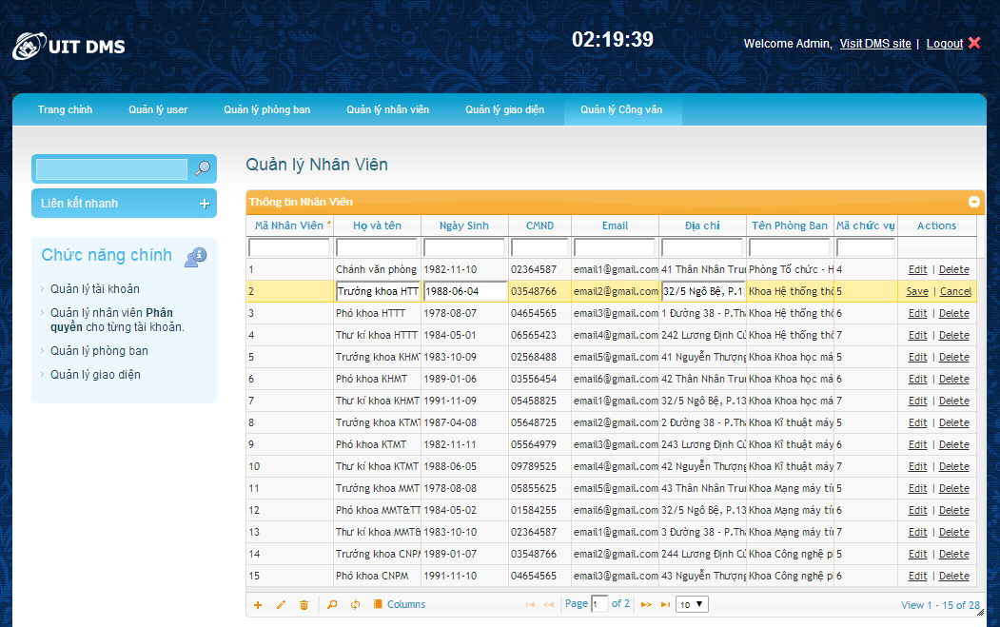 UIT DMS
02:19:39
Welcome Admin, Visit DMS site | Logout
Trang chính Quản lý user Quản lý phòng ban Quản lý nhân viên Quản lý giao diện Quản lý Công văn
Liên kết nhanh
Chức năng chính
Quản lý tài khoản
Quản lý nhân viên Phân
quyền cho từng tài khoản.
Quản lý phòng ban
Quản lý giao diện
Quản lý Nhân Viên
Thông tin Nhân Viên
Mã Nhân Viên Họ và tên Ngày Sinh CMND Email Địa chỉ Tên Phòng Ban Mã chức vụ Actions
1 Chánh văn phòng 1982-11-10 02364587 email1@gmail.com 41 Thân Nhân Trun Phòng Tổ chức - H 4 Edit | Delete
2 Trưởng khoa HTT 1988-06-04 03548766 email2@gmail.com 32/5 Ngô Bệ, P.1 Khoa Hệ thống thô 5 Save | Cancel
3 Phó khoa HTTT 1978-08-07 04654565 email3@gmail.com 1 Đường 38 - P.Th Khoa Hệ thống thô 6 Edit | Delete
4 Thư kí khoa HTTT 1984-05-01 06565423 email4@gmail.com 242 Lương Định Củ Khoa Hệ thống thô 7 Edit | Delete
5 Trưởng khoa KHM 1983-10-09 02568488 email5@gmail.com 41 Nguyễn Thượng Khoa Khoa học má 5 Edit | Delete
6 Phó khoa KHMT 1989-01-06 03556454 email6@gmail.com 42 Thân Nhân Trun Khoa Khoa học má 6 Edit | Delete
7 Thư kí khoa KHMT 1991-11-09 05458825 email1@gmail.com 32/5 Ngô Bệ, P.13 Khoa Khoa học má 7 Edit | Delete
8 Trưởng khoa KTM 1987-04-08 05648725 email2@gmail.com 2 Đường 38 - P.Th Khoa Kĩ thuật máy 5 Edit | Delete
9 Phó khoa KTMT 1982-11-11 05564979 email3@gmail.com 243 Lương Định Củ Khoa Kĩ thuật máy 6 Edit | Delete
10 Thư kí khoa KTMT 1988-06-05 09789525 email4@gmail.com 42 Nguyễn Thượng Khoa Kĩ thuật máy 7 Edit | Delete
11 Trưởng khoa MMT 1978-08-08 05855625 email5@gmail.com 43 Thân Nhân Trun Khoa Mạng máy tín 5 Edit | Delete
12 Phó khoa MMT&TT 1984-05-02 01584255 email6@gmail.com 32/5 Ngô Bệ, P.13 Khoa Mạng máy tín 6 Edit | Delete
13 Thư kí khoa MMT& 1983-10-10 02364587 email1@gmail.com 3 Đường 38 - P.Th Khoa Mạng máy tín 7 Edit | Delete
14 Trưởng khoa CNP 1989-01-07 03548766 email2@gmail.com 244 Lương Định Củ Khoa Công nghệ p 5 Edit | Delete
15 Phó khoa CNPM 1991-11-10 04654565 email3@gmail.com 43 Nguyễn Thượng Khoa Công nghệ p 6 Edit | Delete
Columns Page 1 of 2 10 View 1 - 15 of 28